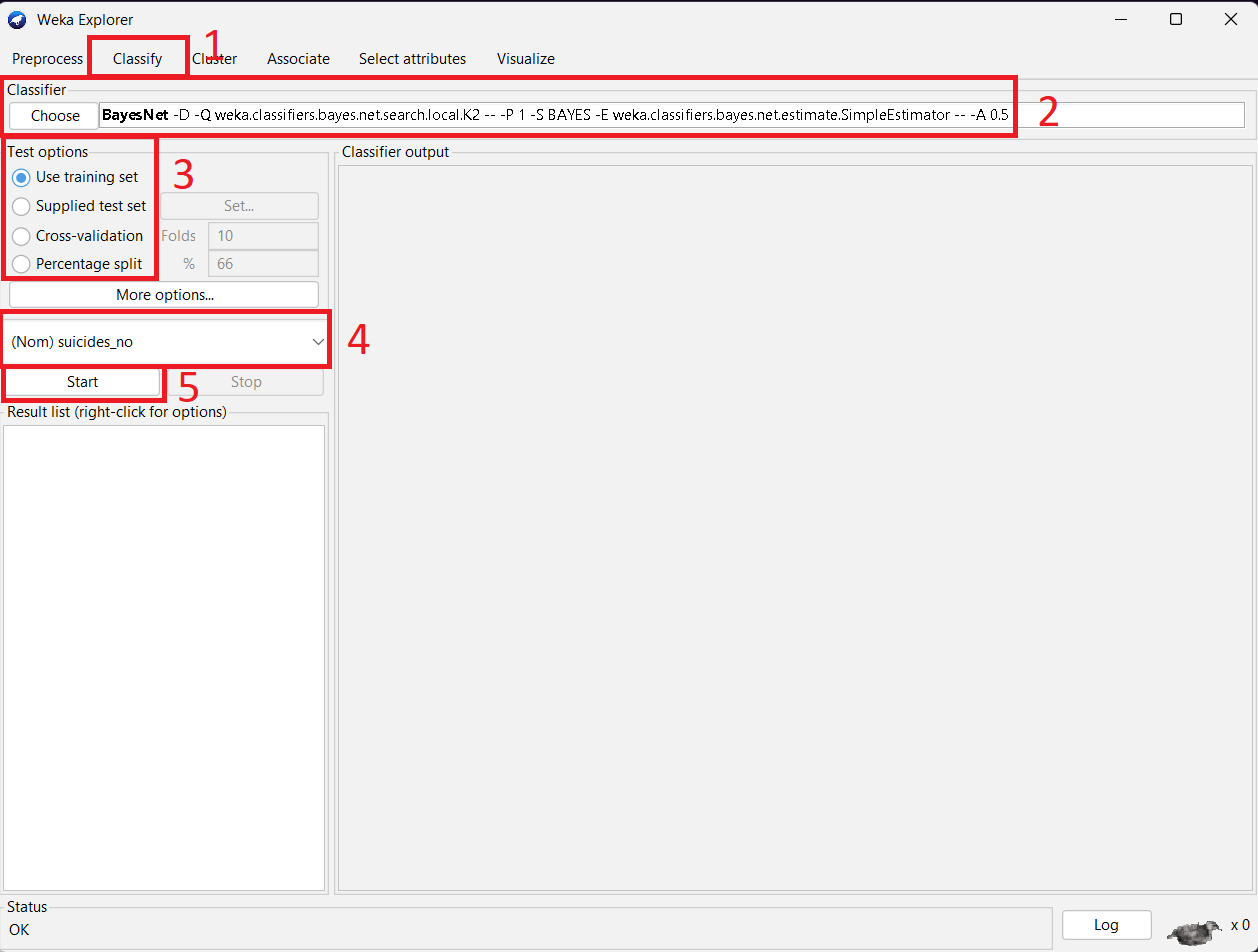 Weka Explorer
1
Preprocess Classify Cluster Associate Select attributes Visualize
Classifier
Choose BayesNet -D -Q weka.classifiers.bayes.net.search.local.K2 -- -P 1 -S BAYES -E weka.classifiers.bayes.net.estimate.SimpleEstimator -- -A 0.5 2
Test options
Use training set 3
Supplied test set Set...
Cross-validation Folds 10
Percentage split % 66
More options...
(Nom) suicides_no 4
Start 5 Stop
Result list (right-click for options)
Classifier output
Status
OK
Log x 0